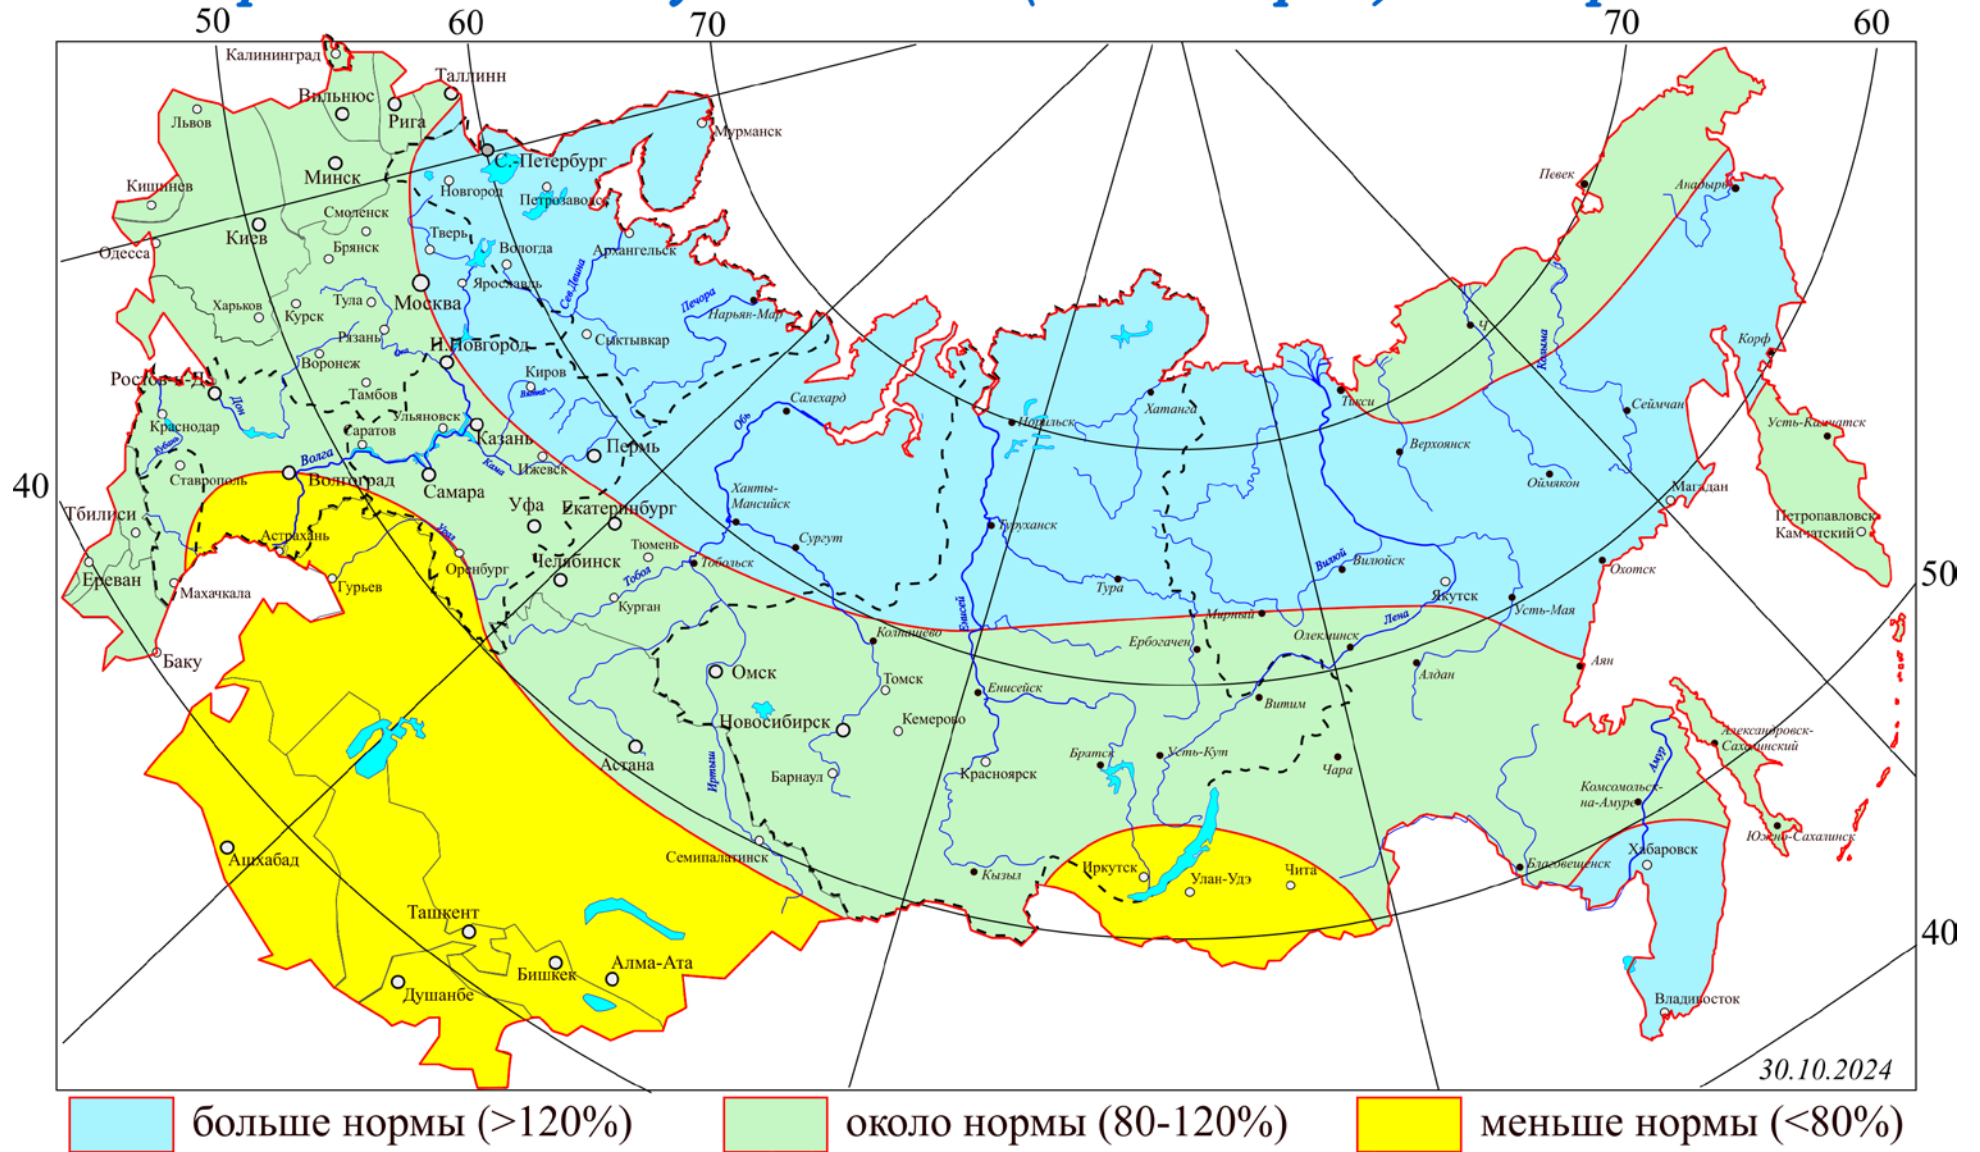 50
60
70
70
60
Калининград
Таллинн
Вильнюс
Рига
Львов
Мурманск
С.-Петербург
Минск
Новгород
Петрозаводск
Кишинев
Певек
Анадырь
Смоленск
Киев
Брянск
Тверь
Вологда
Архангельск
Одесса
Ярославль
Сев.Двина
Печора
Нарьян-Мар
Москва
Тула
Харьков
Курск
Рязань
Сыктывкар
Ч
Колыма
Корф
Н.Новгород
Ока
Воронеж
Киров
Вятка
Ростов-н-Д
Дон
Тамбов
Салехард
Обь
Хатанга
Тикси
Сеймчан
Краснодар
Кубань
Ульяновск
Саратов
Казань
Норильск
Верхоянск
Усть-Камчатск
Волга
Кама
Ижевск
Пермь
40
Ставрополь
Волгоград
Самара
Ханты-
Мансийск
Оймякон
Магадан
Тбилиси
Уфа
Екатеринбург
Туруханск
Петропавловск-
Камчатский
Астрахань
Урал
Тюмень
Сургут
Ереван
Оренбург
Челябинск
Тобол
Тобольск
Вилюй
Вилюйск
Охотск
50
Махачкала
Гурьев
Курган
Тура
Якутск
Усть-Мая
Енисей
Мирный
Лена
Колпашево
Ербогачен
Олекминск
Баку
Омск
Томск
Енисейск
Алдан
Аян
Витим
Новосибирск
Кемерово
Астана
Иртыш
Барнаул
Красноярск
Братск
Усть-Кут
Чара
Амур
Александровск-
Сахалинский
Комсомольск-
на-Амуре
Южно-Сахалинск
Ашхабад
Семипалатинск
Кызыл
Иркутск
Улан-Удэ
Чита
Благовещенск
Хабаровск
Ташкент
40
Бишкек
Алма-Ата
Душанбе
Владивосток
30.10.2024
больше нормы (>120%)
около нормы (80-120%)
меньше нормы (<80%)